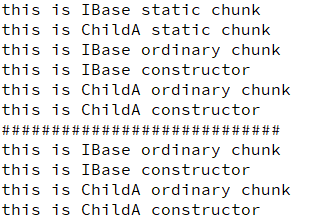 this is IBase static chunk
this is ChildA static chunk
this is IBase ordinary chunk
this is IBase constructor
this is ChildA ordinary chunk
this is ChildA constructor
############################
this is IBase ordinary chunk
this is IBase constructor
this is ChildA ordinary chunk
this is ChildA constructor